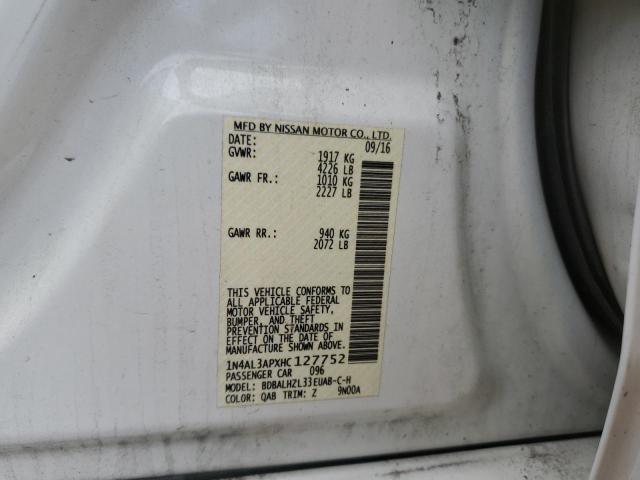 MFD BY NISSAN MOTOR CO., LTD.
DATE: 09/16
GVWR: 1917 KG
4226 LB
GAWR FR.: 1010 KG
2227 LB
GAWR RR.: 940 KG
2072 LB
THIS VEHICLE CONFORMS TO
ALL APPLICABLE FEDERAL
MOTOR VEHICLE SAFETY,
BUMPER, AND THEFT
PREVENTION STANDARDS IN
EFFECT ON THE DATE OF
MANUFACTURE SHOWN ABOVE.
1N4AL3APXHC127752
PASSENGER CAR 096
MODEL: BDBALHZL33EUAB-C-H
COLOR: QAB TRIM: Z 9N00A